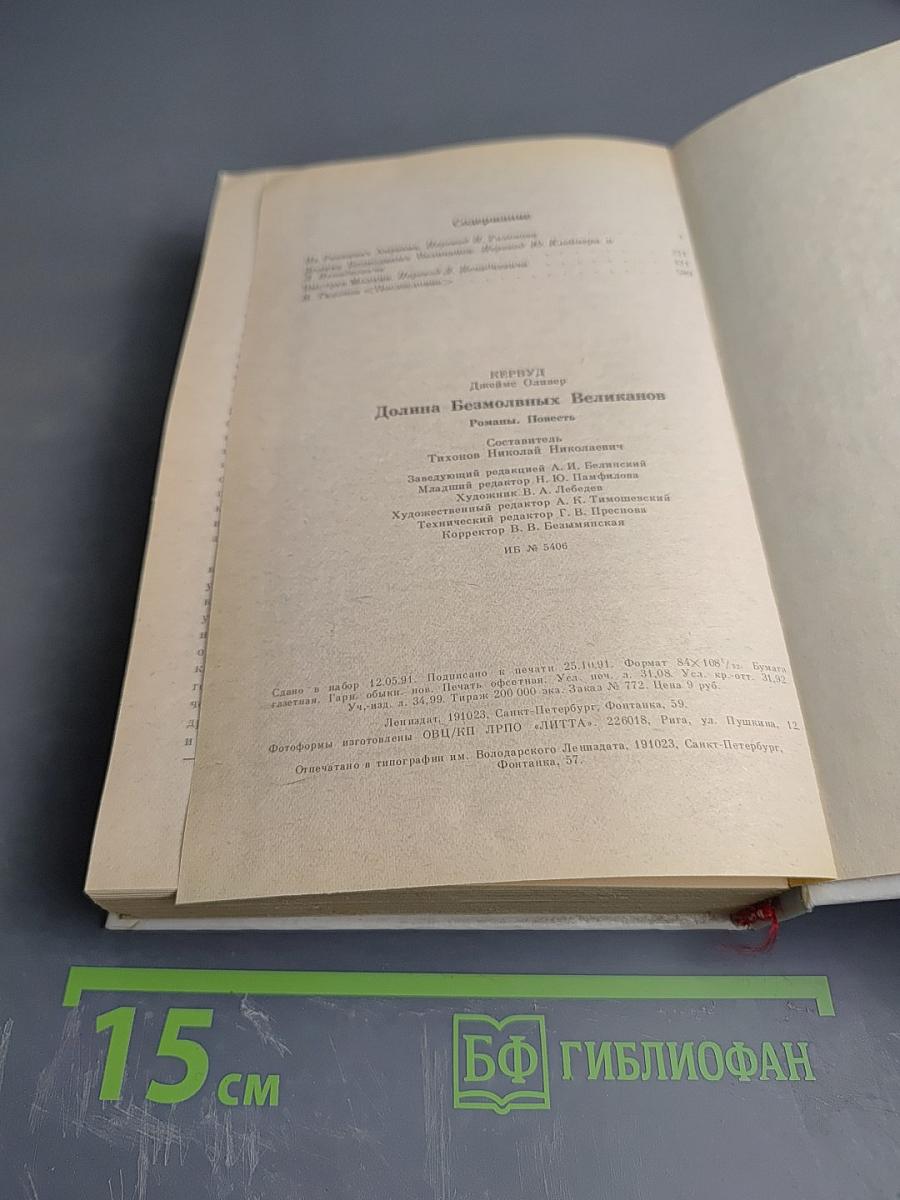 Содержание
КЕРВУД
Джеймс Оливер
Долина Безмолвных Великанов
Романы. Повесть
Составитель
Тихонов Николай Николаевич
Заведующий редакцией А. И. Белинский
Младший редактор Н. Ю. Памфилова
Художник В. А. Лебедев
Художественный редактор А. К. Тимошевский
Технический редактор Г. В. Преснова
Корректор В. В. Безымянская
ИБ № 5406
Сдано в набор 12.05.91. Подписано к печати 25.10.91. Формат 84×108¹/₃₂. Бумага
газетная. Гарн. обыкн. нов. Печать офсетная. Усл. печ. л. 31,08. Усл. кр.-отт. 31,92
Уч.-изд. л. 34,99. Тираж 200 000 экз. Заказ № 772. Цена 9 руб.
Лениздат, 191023, Санкт-Петербург, Фонтанка, 59.
Фотоформы изготовлены ОВЦ/КП ЛРПО «ЛИТТА». 226018, Рига, ул. Пушкина, 12
Отпечатано в типографии им. Володарского Лениздата, 191023, Санкт-Петербург,
Фонтанка, 57.
15 см
БФ ГИБЛИОФАН